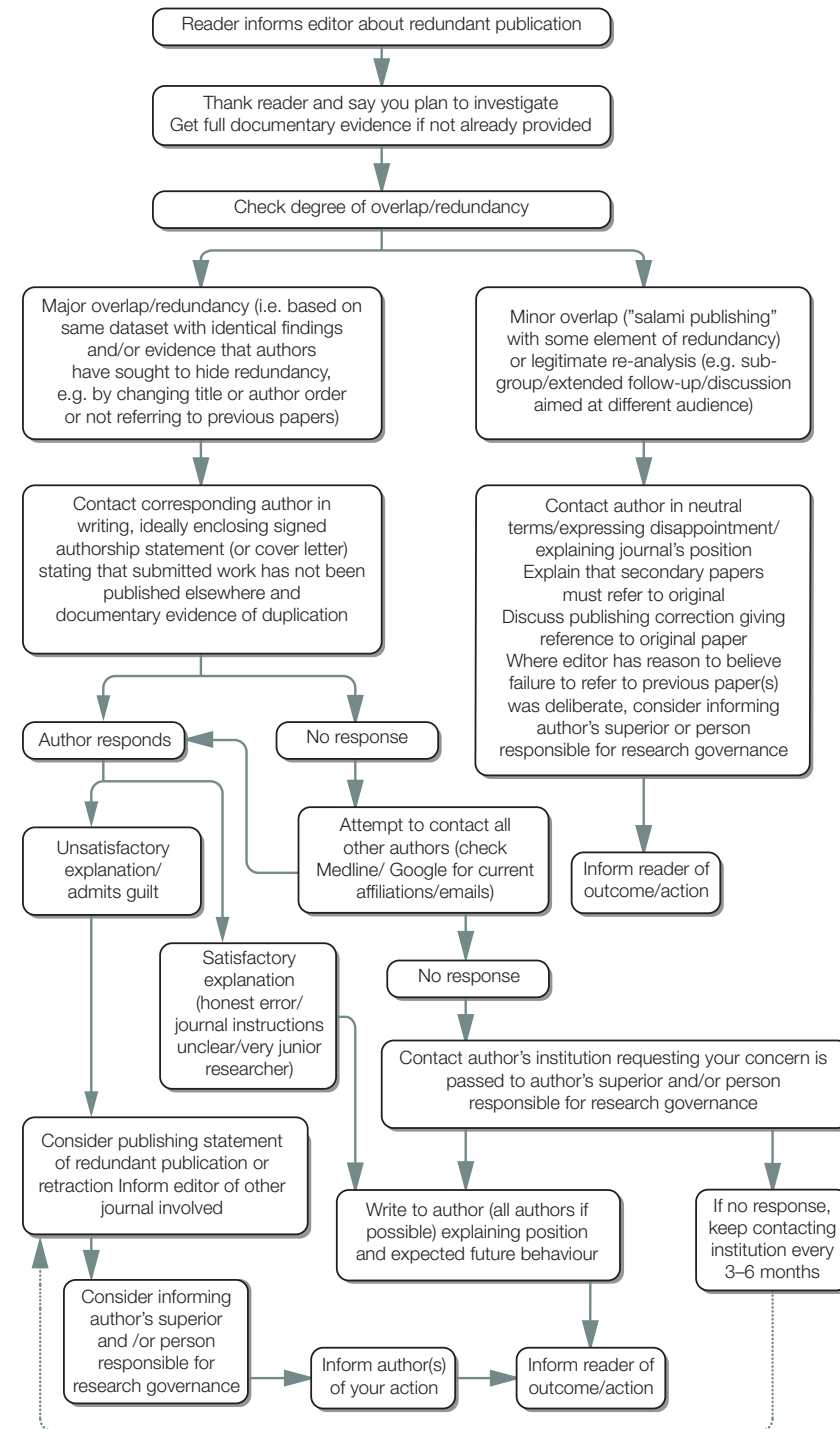 Reader informs editor about redundant publication
Thank reader and say you plan to investigate
Get full documentary evidence if not already provided
Check degree of overlap/redundancy
Major overlap/redundancy (i.e. based on
same dataset with identical findings
and/or evidence that authors
have sought to hide redundancy,
e.g. by changing title or author order
or not referring to previous papers)
Minor overlap (”salami publishing”
with some element of redundancy)
or legitimate re-analysis (e.g. sub-
group/extended follow-up/discussion
aimed at different audience)
Contact corresponding author in
writing, ideally enclosing signed
authorship statement (or cover letter)
stating that submitted work has not been
published elsewhere and
documentary evidence of duplication
Contact author in neutral
terms/expressing disappointment/
explaining journal’s position
Explain that secondary papers
must refer to original
Discuss publishing correction giving
reference to original paper
Where editor has reason to believe
failure to refer to previous paper(s)
was deliberate, consider informing
author’s superior or person
responsible for research governance
Author responds
No response
Unsatisfactory
explanation/
admits guilt
Attempt to contact all
other authors (check
Medline/ Google for current
affiliations/emails)
Inform reader of
outcome/action
Satisfactory
explanation
(honest error/
journal instructions
unclear/very junior
researcher)
No response
Contact author’s institution requesting your concern is
passed to author’s superior and/or person
responsible for research governance
Consider publishing statement
of redundant publication or
retraction Inform editor of other
journal involved
Write to author (all authors if
possible) explaining position
and expected future behaviour
If no response,
keep contacting
institution every
3–6 months
Consider informing
author’s superior
and /or person
responsible for
research governance
Inform author(s)
of your action
Inform reader of
outcome/action